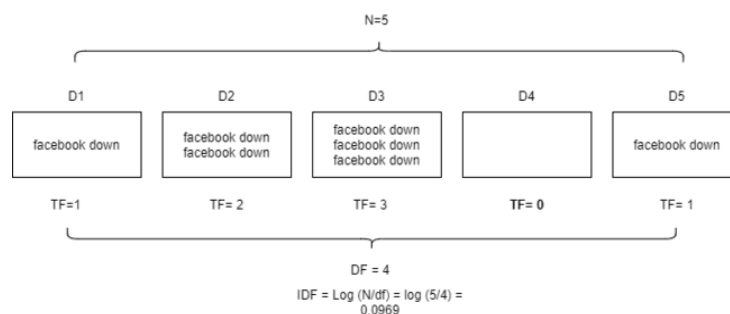 N=5
D1 D2 D3 D4 D5
facebook down
facebook down
facebook down
facebook down
facebook down
facebook down
facebook down
TF=1 TF= 2 TF= 3 TF= 0 TF= 1
DF = 4
IDF = Log (N/df) = log (5/4) =
0.0969